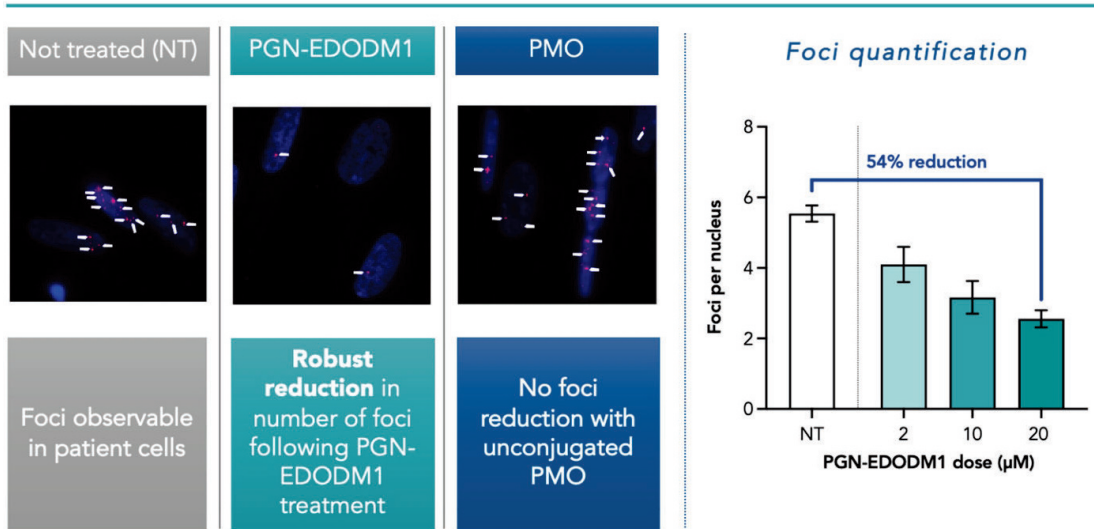 Not treated (NT)
PGN-EDODM1
PMO
Foci observable
in patient cells
Robust
reduction in
number of foci
following PGN-
EDODM1
treatment
No foci
reduction with
unconjugated
PMO
Foci quantification
54% reduction
Foci per nucleus
8
6
4
2
0
NT
2
10
20
PGN-EDODM1 dose (µM)